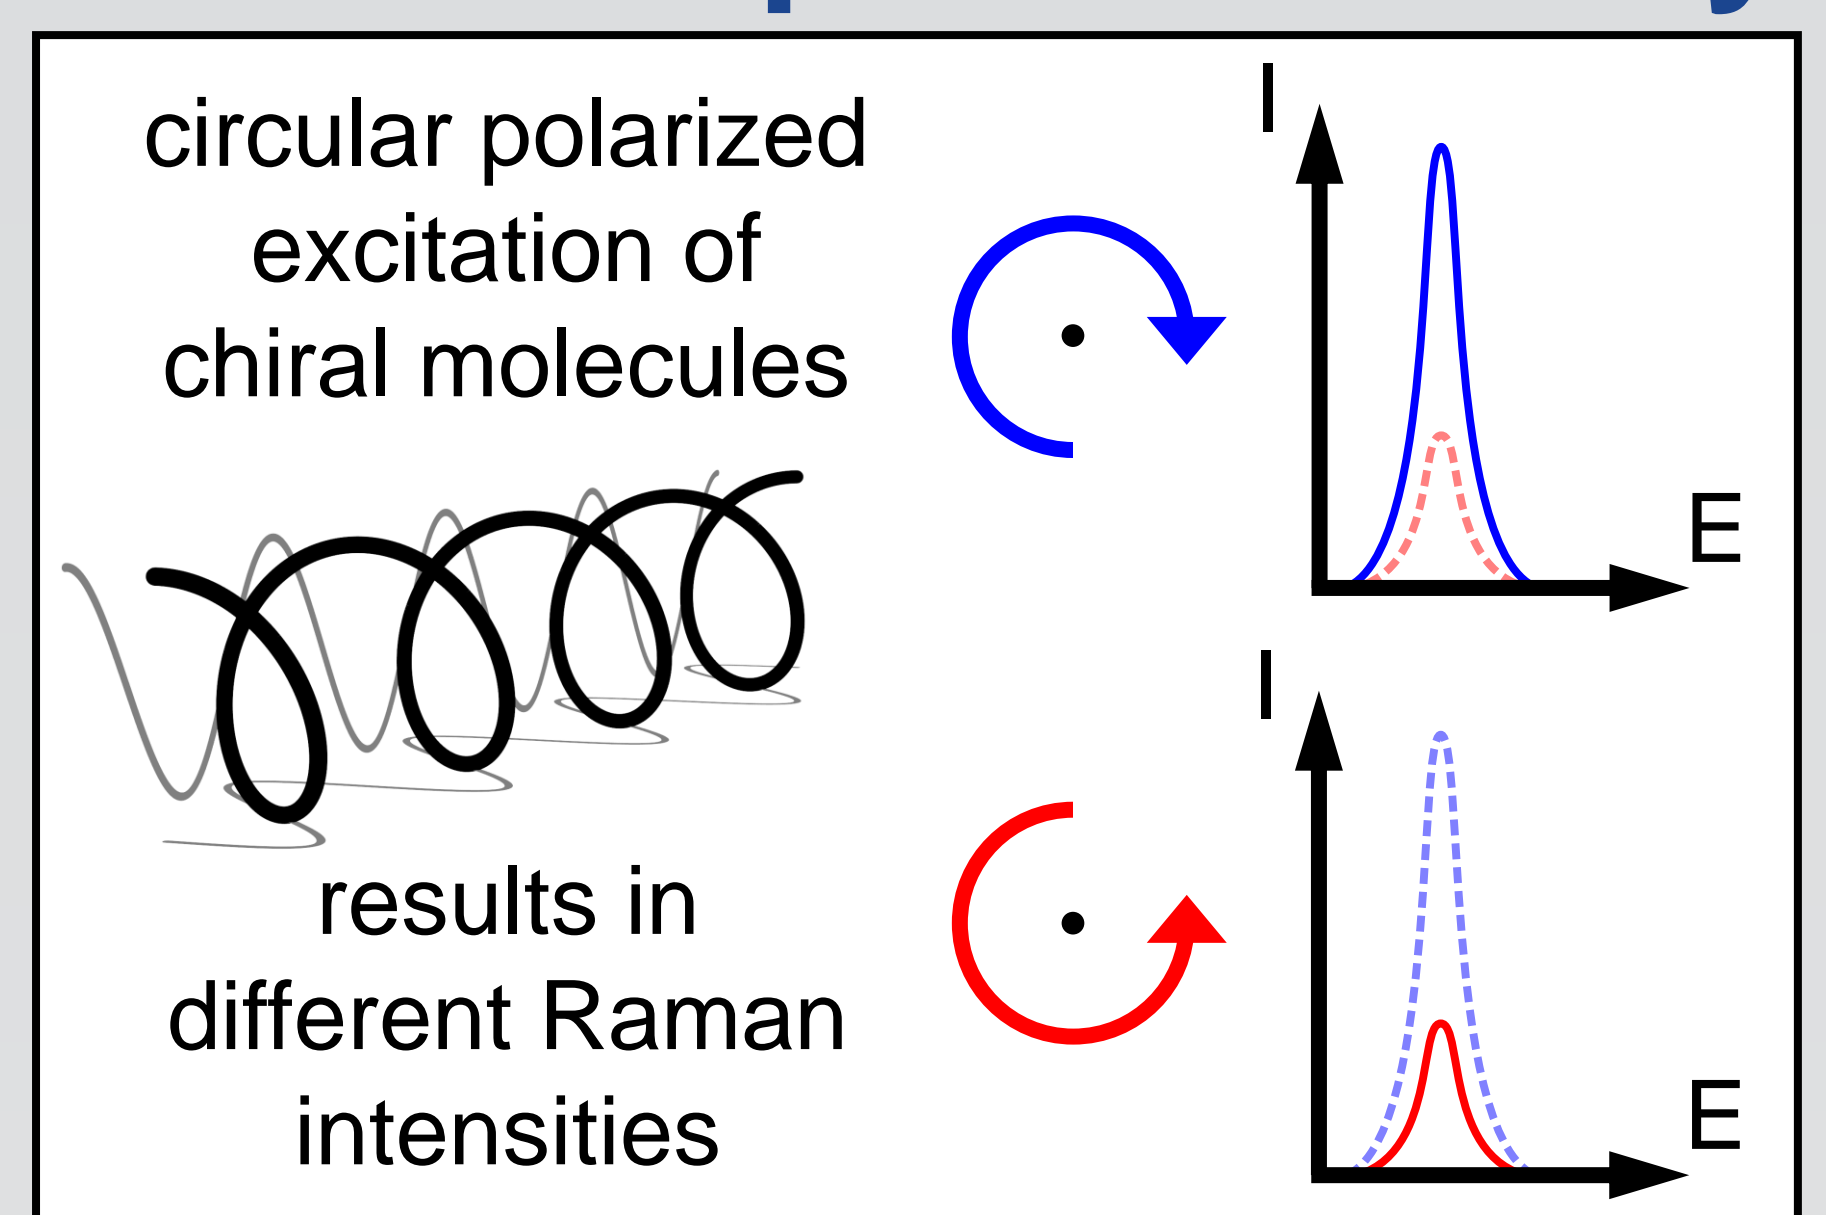 circular polarized
excitation of
chiral molecules
results in
different Raman
intensities
I
E
I
E